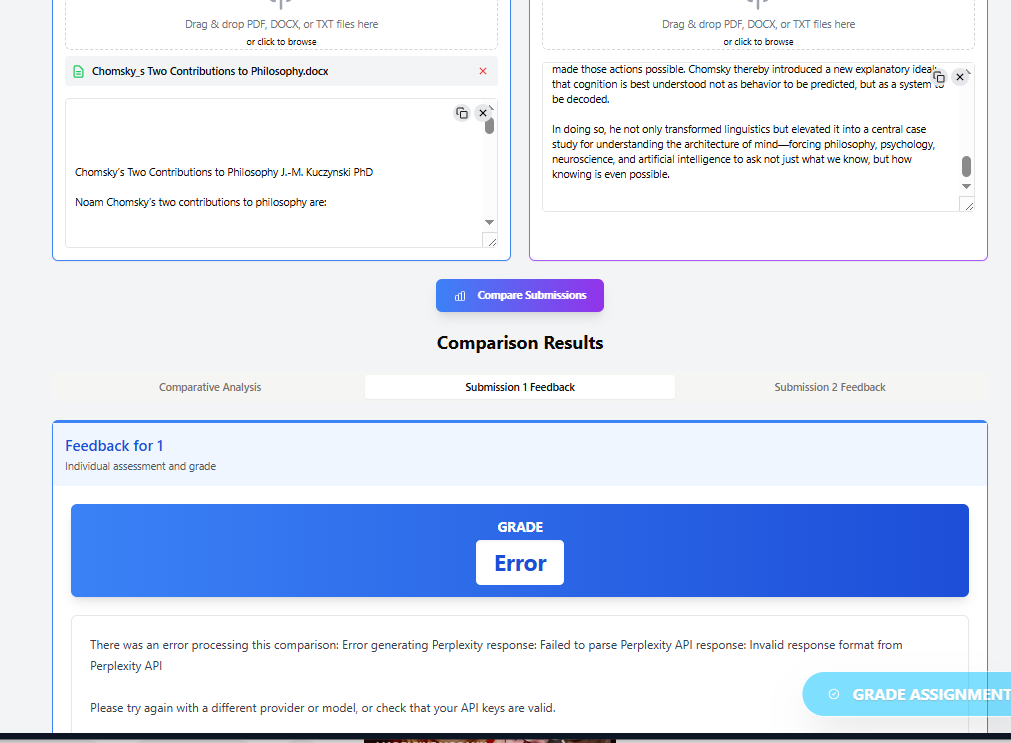 Drag & drop PDF, DOCX, or TXT files here
or click to browse
Chomsky_s Two Contributions to Philosophy.docx
Chomsky's Two Contributions to Philosophy J.-M. Kuczynski PhD
Noam Chomsky's two contributions to philosophy are:
Drag & drop PDF, DOCX, or TXT files here
or click to browse
made those actions possible. Chomsky thereby introduced a new explanatory ideal:
that cognition is best understood not as behavior to be predicted, but as a system to
be decoded.
In doing so, he not only transformed linguistics but elevated it into a central case
study for understanding the architecture of mind—forcing philosophy, psychology,
neuroscience, and artificial intelligence to ask not just what we know, but how
knowing is even possible.
Compare Submissions
Comparison Results
Comparative Analysis
Submission 1 Feedback
Submission 2 Feedback
Feedback for 1
Individual assessment and grade
GRADE
Error
There was an error processing this comparison: Error generating Perplexity response: Failed to parse Perplexity API response: Invalid response format from
Perplexity API
Please try again with a different provider or model, or check that your API keys are valid.
GRADE ASSIGNMENT